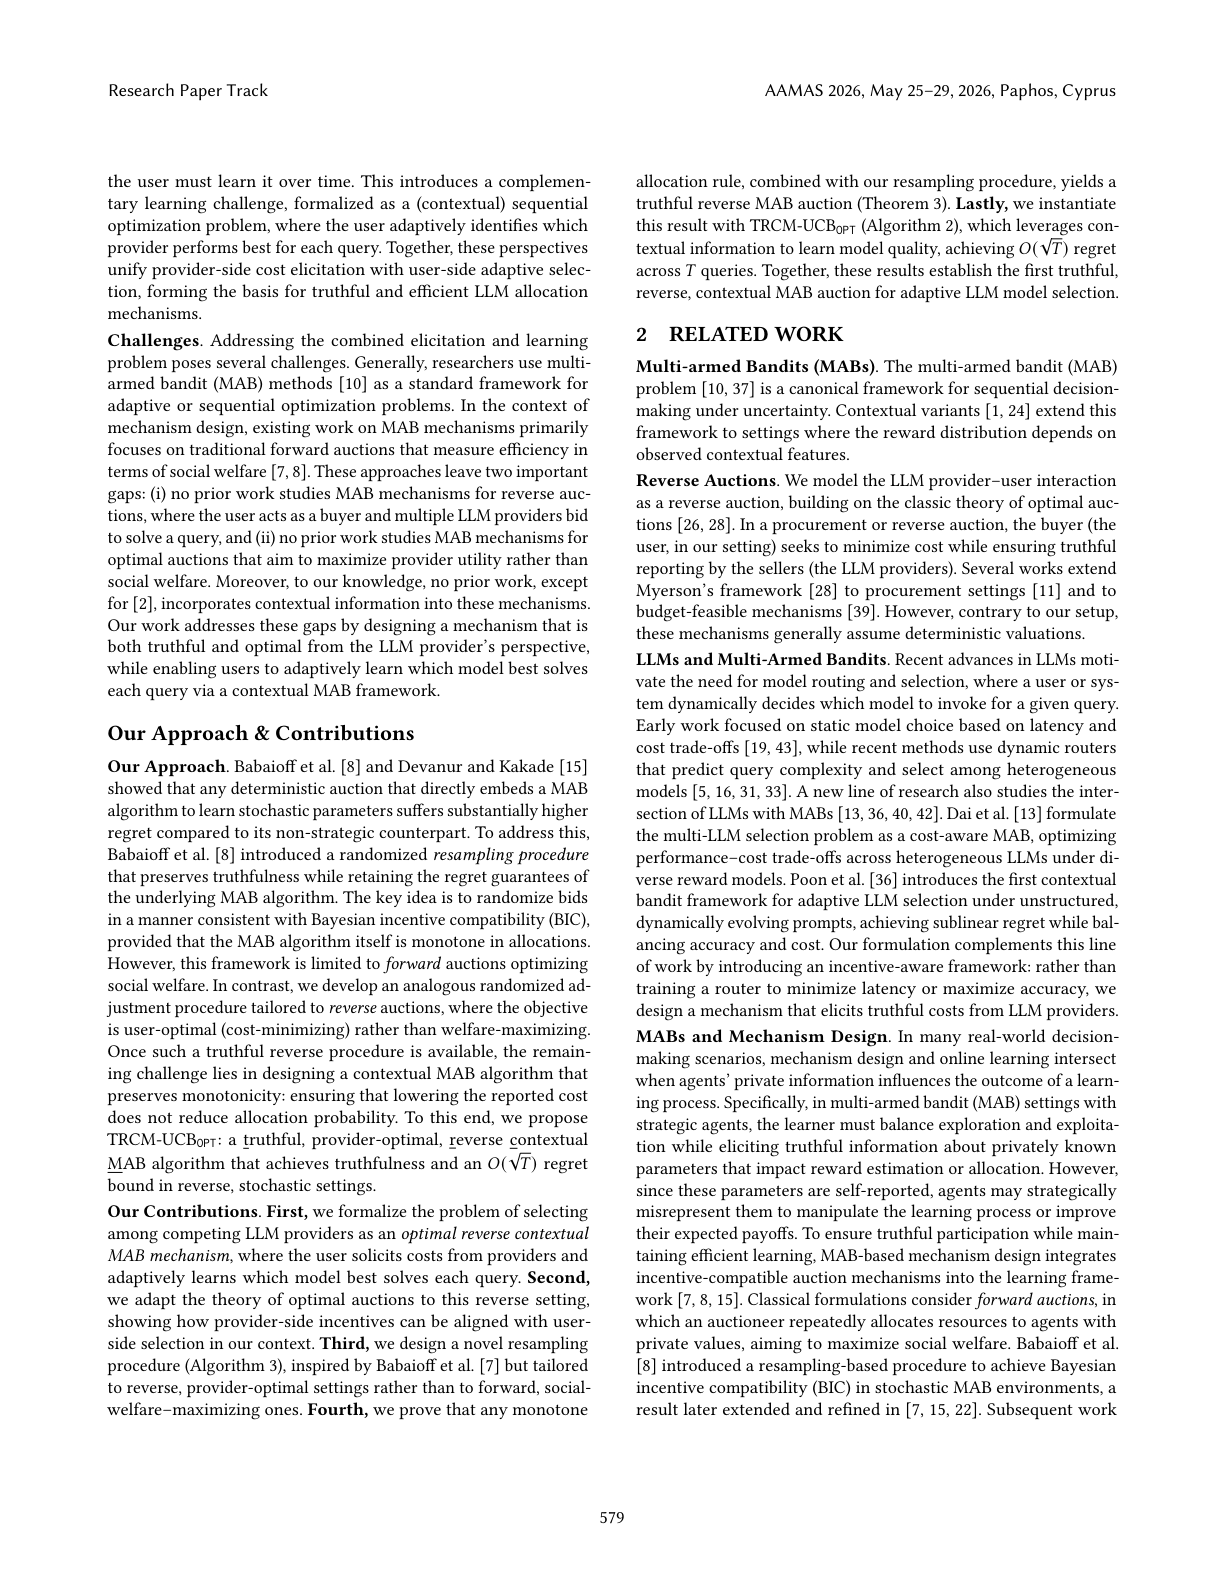 Research Paper Track
AAMAS 2026, May 25–29, 2026, Paphos, Cyprus
the user must learn it over time. This introduces a complemen-
tary learning challenge, formalized as a (contextual) sequential
optimization problem, where the user adaptively identifies which
provider performs best for each query. Together, these perspectives
unify provider-side cost elicitation with user-side adaptive selec-
tion, forming the basis for truthful and efficient LLM allocation
mechanisms.
Challenges. Addressing the combined elicitation and learning
problem poses several challenges. Generally, researchers use multi-
armed bandit (MAB) methods [10] as a standard framework for
adaptive or sequential optimization problems. In the context of
mechanism design, existing work on MAB mechanisms primarily
focuses on traditional forward auctions that measure efficiency in
terms of social welfare [7, 8]. These approaches leave two important
gaps: (i) no prior work studies MAB mechanisms for reverse auc-
tions, where the user acts as a buyer and multiple LLM providers bid
to solve a query, and (ii) no prior work studies MAB mechanisms for
optimal auctions that aim to maximize provider utility rather than
social welfare. Moreover, to our knowledge, no prior work, except
for [2], incorporates contextual information into these mechanisms.
Our work addresses these gaps by designing a mechanism that is
both truthful and optimal from the LLM provider's perspective,
while enabling users to adaptively learn which model best solves
each query via a contextual MAB framework.
Our Approach & Contributions
Our Approach. Babaioff et al. [8] and Devanur and Kakade [15]
showed that any deterministic auction that directly embeds a MAB
algorithm to learn stochastic parameters suffers substantially higher
regret compared to its non-strategic counterpart. To address this,
Babaioff et al. [8] introduced a randomized resampling procedure
that preserves truthfulness while retaining the regret guarantees of
the underlying MAB algorithm. The key idea is to randomize bids
in a manner consistent with Bayesian incentive compatibility (BIC),
provided that the MAB algorithm itself is monotone in allocations.
However, this framework is limited to forward auctions optimizing
social welfare. In contrast, we develop an analogous randomized ad-
justment procedure tailored to reverse auctions, where the objective
is user-optimal (cost-minimizing) rather than welfare-maximizing.
Once such a truthful reverse procedure is available, the remain-
ing challenge lies in designing a contextual MAB algorithm that
preserves monotonicity: ensuring that lowering the reported cost
does not reduce allocation probability. To this end, we propose
TRCM-UCBOPT: a truthful, provider-optimal, reverse contextual
MAB algorithm that achieves truthfulness and an O(√T) regret
bound in reverse, stochastic settings.
Our Contributions. First, we formalize the problem of selecting
among competing LLM providers as an optimal reverse contextual
MAB mechanism, where the user solicits costs from providers and
adaptively learns which model best solves each query. Second,
we adapt the theory of optimal auctions to this reverse setting,
showing how provider-side incentives can be aligned with user-
side selection in our context. Third, we design a novel resampling
procedure (Algorithm 3), inspired by Babaioff et al. [7] but tailored
to reverse, provider-optimal settings rather than to forward, social-
welfare–maximizing ones. Fourth, we prove that any monotone
allocation rule, combined with our resampling procedure, yields a
truthful reverse MAB auction (Theorem 3). Lastly, we instantiate
this result with TRCM-UCBOPT (Algorithm 2), which leverages con-
textual information to learn model quality, achieving O(√T) regret
across T queries. Together, these results establish the first truthful,
reverse, contextual MAB auction for adaptive LLM model selection.
2 RELATED WORK
Multi-armed Bandits (MABs). The multi-armed bandit (MAB)
problem [10, 37] is a canonical framework for sequential decision-
making under uncertainty. Contextual variants [1, 24] extend this
framework to settings where the reward distribution depends on
observed contextual features.
Reverse Auctions. We model the LLM provider–user interaction
as a reverse auction, building on the classic theory of optimal auc-
tions [26, 28]. In a procurement or reverse auction, the buyer (the
user, in our setting) seeks to minimize cost while ensuring truthful
reporting by the sellers (the LLM providers). Several works extend
Myerson's framework [28] to procurement settings [11] and to
budget-feasible mechanisms [39]. However, contrary to our setup,
these mechanisms generally assume deterministic valuations.
LLMs and Multi-Armed Bandits. Recent advances in LLMs moti-
vate the need for model routing and selection, where a user or sys-
tem dynamically decides which model to invoke for a given query.
Early work focused on static model choice based on latency and
cost trade-offs [19, 43], while recent methods use dynamic routers
that predict query complexity and select among heterogeneous
models [5, 16, 31, 33]. A new line of research also studies the inter-
section of LLMs with MABs [13, 36, 40, 42]. Dai et al. [13] formulate
the multi-LLM selection problem as a cost-aware MAB, optimizing
performance–cost trade-offs across heterogeneous LLMs under di-
verse reward models. Poon et al. [36] introduces the first contextual
bandit framework for adaptive LLM selection under unstructured,
dynamically evolving prompts, achieving sublinear regret while bal-
ancing accuracy and cost. Our formulation complements this line
of work by introducing an incentive-aware framework: rather than
training a router to minimize latency or maximize accuracy, we
design a mechanism that elicits truthful costs from LLM providers.
MABs and Mechanism Design. In many real-world decision-
making scenarios, mechanism design and online learning intersect
when agents' private information influences the outcome of a learn-
ing process. Specifically, in multi-armed bandit (MAB) settings with
strategic agents, the learner must balance exploration and exploita-
tion while eliciting truthful information about privately known
parameters that impact reward estimation or allocation. However,
since these parameters are self-reported, agents may strategically
misrepresent them to manipulate the learning process or improve
their expected payoffs. To ensure truthful participation while main-
taining efficient learning, MAB-based mechanism design integrates
incentive-compatible auction mechanisms into the learning frame-
work [7, 8, 15]. Classical formulations consider forward auctions, in
which an auctioneer repeatedly allocates resources to agents with
private values, aiming to maximize social welfare. Babaioff et al.
[8] introduced a resampling-based procedure to achieve Bayesian
incentive compatibility (BIC) in stochastic MAB environments, a
result later extended and refined in [7, 15, 22]. Subsequent work
579